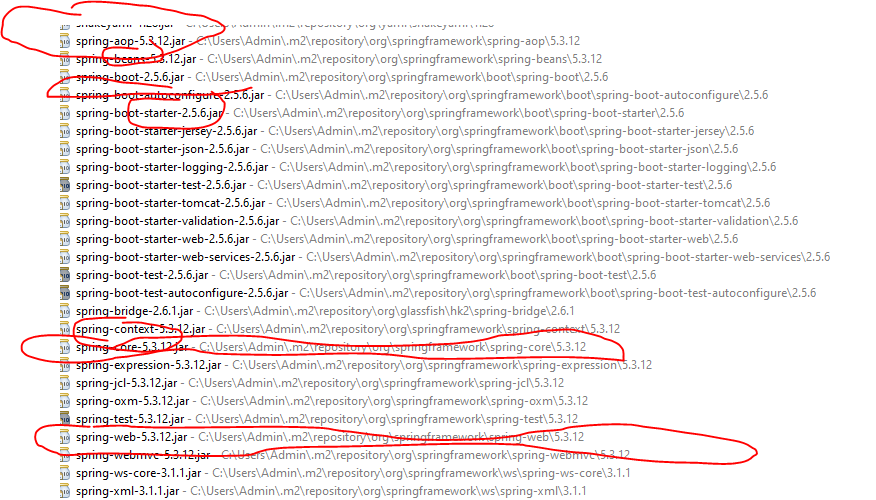 snakeyaml-1.28.jar - C:\Users\Admin\.m2\repository\org\yaml\snakeyaml\1.28
spring-aop-5.3.12.jar - C:\Users\Admin\.m2\repository\org\springframework\spring-aop\5.3.12
spring-beans-5.3.12.jar - C:\Users\Admin\.m2\repository\org\springframework\spring-beans\5.3.12
spring-boot-2.5.6.jar - C:\Users\Admin\.m2\repository\org\springframework\boot\spring-boot\2.5.6
spring-boot-autoconfigure-2.5.6.jar - C:\Users\Admin\.m2\repository\org\springframework\boot\spring-boot-autoconfigure\2.5.6
spring-boot-starter-2.5.6.jar - C:\Users\Admin\.m2\repository\org\springframework\boot\spring-boot-starter\2.5.6
spring-boot-starter-jersey-2.5.6.jar - C:\Users\Admin\.m2\repository\org\springframework\boot\spring-boot-starter-jersey\2.5.6
spring-boot-starter-json-2.5.6.jar - C:\Users\Admin\.m2\repository\org\springframework\boot\spring-boot-starter-json\2.5.6
spring-boot-starter-logging-2.5.6.jar - C:\Users\Admin\.m2\repository\org\springframework\boot\spring-boot-starter-logging\2.5.6
spring-boot-starter-test-2.5.6.jar - C:\Users\Admin\.m2\repository\org\springframework\boot\spring-boot-starter-test\2.5.6
spring-boot-starter-tomcat-2.5.6.jar - C:\Users\Admin\.m2\repository\org\springframework\boot\spring-boot-starter-tomcat\2.5.6
spring-boot-starter-validation-2.5.6.jar - C:\Users\Admin\.m2\repository\org\springframework\boot\spring-boot-starter-validation\2.5.6
spring-boot-starter-web-2.5.6.jar - C:\Users\Admin\.m2\repository\org\springframework\boot\spring-boot-starter-web\2.5.6
spring-boot-starter-web-services-2.5.6.jar - C:\Users\Admin\.m2\repository\org\springframework\boot\spring-boot-starter-web-services\2.5.6
spring-boot-test-2.5.6.jar - C:\Users\Admin\.m2\repository\org\springframework\boot\spring-boot-test\2.5.6
spring-boot-test-autoconfigure-2.5.6.jar - C:\Users\Admin\.m2\repository\org\springframework\boot\spring-boot-test-autoconfigure\2.5.6
spring-bridge-2.6.1.jar - C:\Users\Admin\.m2\repository\org\glassfish\hk2\spring-bridge\2.6.1
spring-context-5.3.12.jar - C:\Users\Admin\.m2\repository\org\springframework\spring-context\5.3.12
spring-core-5.3.12.jar - C:\Users\Admin\.m2\repository\org\springframework\spring-core\5.3.12
spring-expression-5.3.12.jar - C:\Users\Admin\.m2\repository\org\springframework\spring-expression\5.3.12
spring-jcl-5.3.12.jar - C:\Users\Admin\.m2\repository\org\springframework\spring-jcl\5.3.12
spring-oxm-5.3.12.jar - C:\Users\Admin\.m2\repository\org\springframework\spring-oxm\5.3.12
spring-test-5.3.12.jar - C:\Users\Admin\.m2\repository\org\springframework\spring-test\5.3.12
spring-web-5.3.12.jar - C:\Users\Admin\.m2\repository\org\springframework\spring-web\5.3.12
spring-webmvc-5.3.12.jar - C:\Users\Admin\.m2\repository\org\springframework\spring-webmvc\5.3.12
spring-ws-core-3.1.1.jar - C:\Users\Admin\.m2\repository\org\springframework\ws\spring-ws-core\3.1.1
spring-xml-3.1.1.jar - C:\Users\Admin\.m2\repository\org\springframework\ws\spring-xml\3.1.1